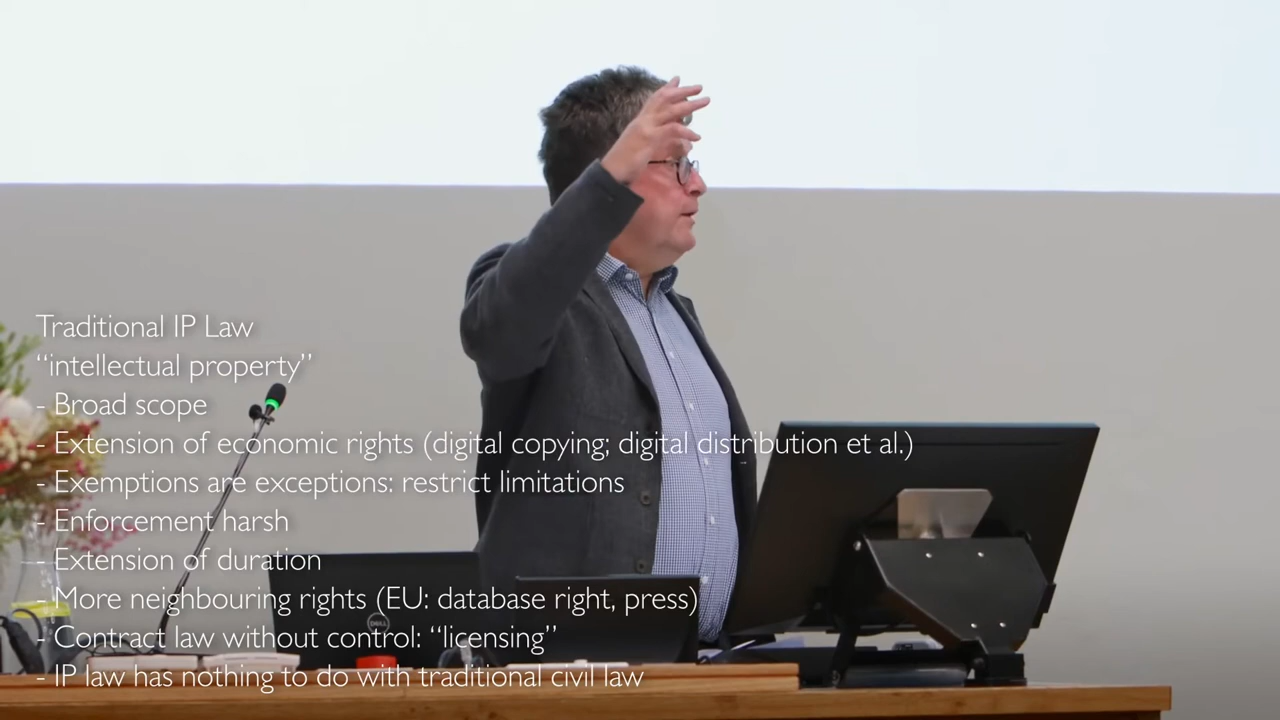 Traditional IP Law
“intellectual property”
- Broad scope
- Extension of economic rights (digital copying; digital distribution et al.)
- Exemptions are exceptions: restrict limitations
- Enforcement harsh
- Extension of duration
- More neighbouring rights (EU: database right, press)
- Contract law without control: “licensing”
- IP law has nothing to do with traditional civil law
DELL